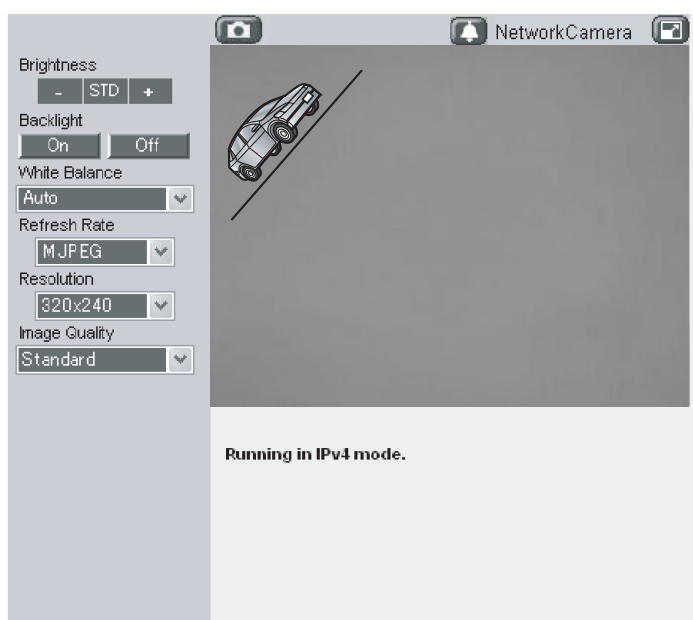 NetworkCamera
Brightness
- STD +
Backlight
On Off
White Balance
Auto
Refresh Rate
MJPEG
Resolution
320x240
Image Quality
Standard
Running in IPv4 mode.